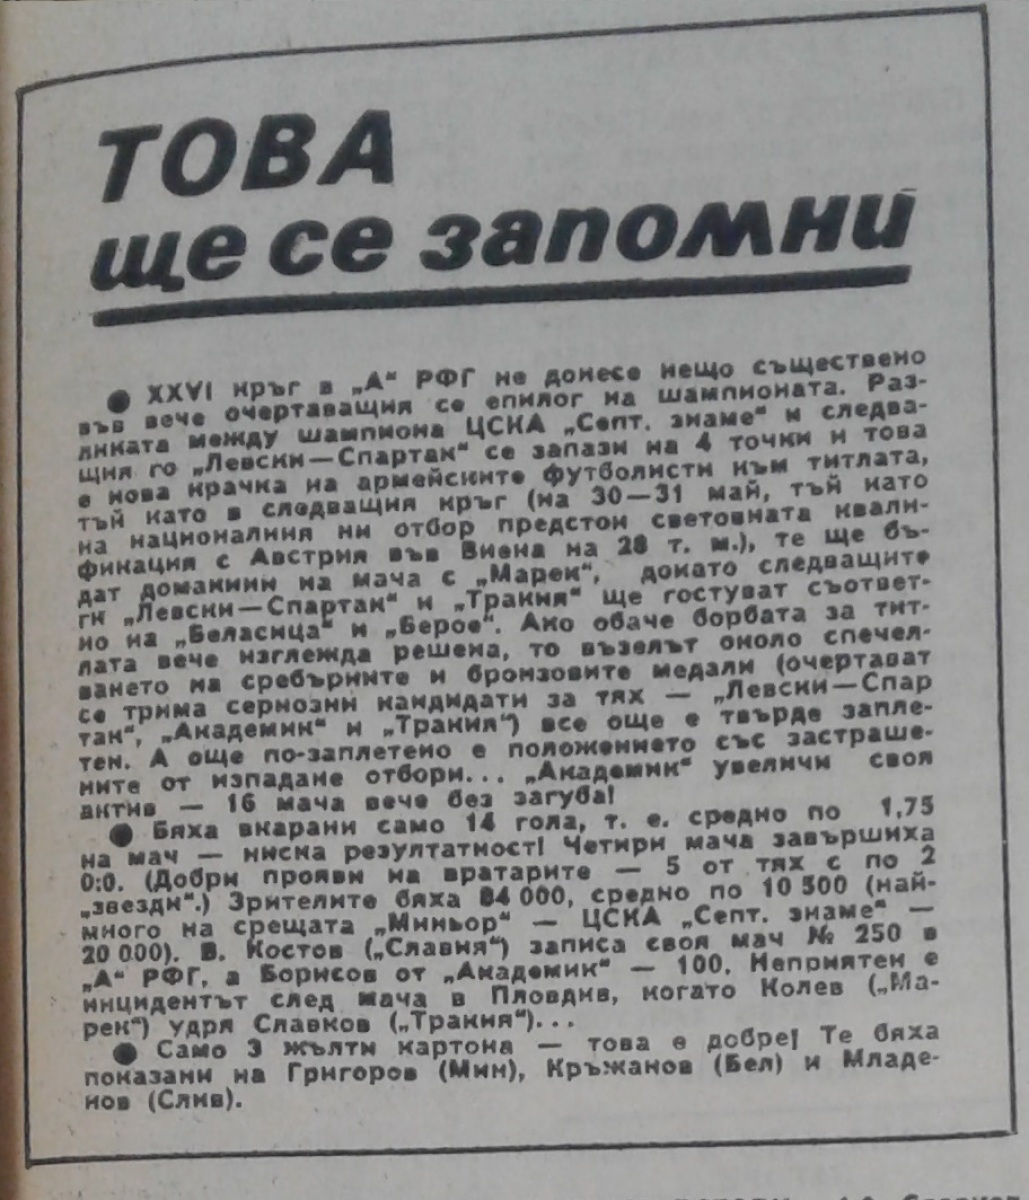 ТОВА
ще се запомни
● XXVI кръг в „А“ РФГ не донесе нещо съществено
във вече очертаващия се епилог на шампионата. Раз-
ликата между шампиона ЦСКА „Септ. знаме“ и следва-
щия го „Левски—Спартак“ се запази на 4 точки и това
е нова крачка на армейските футболисти към титлата,
тъй като в следващия кръг (на 30—31 май, тъй като
на националния ни отбор предстои световната квали-
фикация с Австрия във Виена на 28 т. м.), те ще бъ-
дат домакини на мача с „Марек“, докато следващите
ги „Левски—Спартак“ и „Тракия“ ще гостуват съответ-
но на „Беласица“ и „Берое“. Ако обаче борбата за тит-
лата вече изглежда решена, то възелът около спечел-
ването на сребърните и бронзовите медали (очертават
се трима сериозни кандидати за тях — „Левски—Спар
так“, „Академик“ и „Тракия“) все още е твърде запле-
тен. А още по-заплетено е положението със застраше-
ните от изпадане отбори... „Академик“ увеличи своя
актив — 16 мача вече без загуба!
● Бяха вкарани само 14 гола, т. е. средно по 1,75
на мач — ниска резултатност! Четири мача завършиха
0:0. (Добри прояви на вратарите — 5 от тях с по 2
„звезди“.) Зрителите бяха 84 000, средно по 10 500 (най-
много на срещата „Миньор“ — ЦСКА „Септ. знаме“ —
20 000). В. Костов („Славия“) записа своя мач № 250 в
„А“ РФГ, а Борисов от „Академик“ — 100. Неприятен е
инцидентът след мача в Пловдив, когато Колев („Ма-
рек“) удря Славков („Тракия“)...
● Само 3 жълти картона — това е добре! Те бяха
показани на Григоров (Мин), Кръжанов (Бел) и Младе-
нов (Слив).